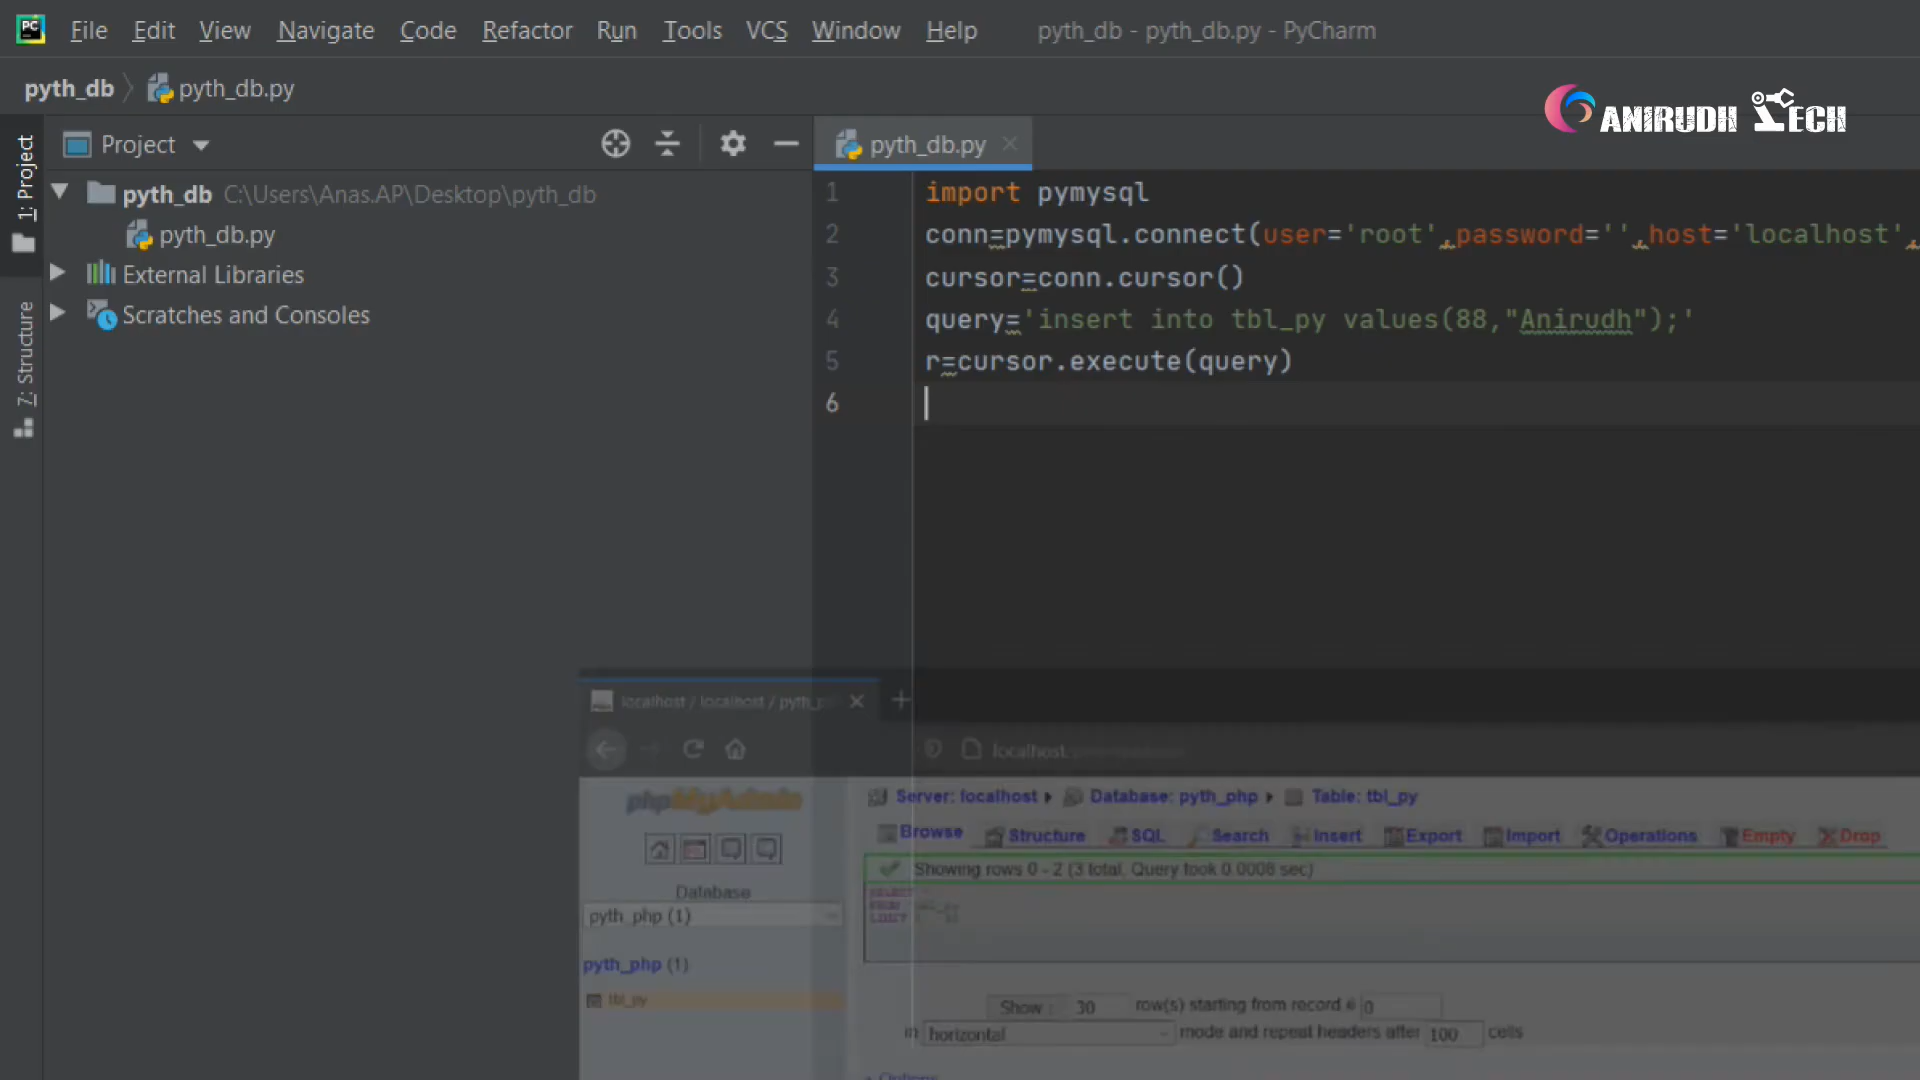 File Edit View Navigate Code Refactor Run Tools VCS Window Help pyth_db - pyth_db.py - PyCharm
pyth_db pyth_db.py
ANIRUDH TECH
1: Project
7: Structure
Project
pyth_db C:\Users\Anas.AP\Desktop\pyth_db
pyth_db.py
External Libraries
Scratches and Consoles
pyth_db.py
1 import pymysql
2 conn=pymysql.connect(user='root',password='',host='localhost',
3 cursor=conn.cursor()
4 query='insert into tbl_py values(88,"Anirudh");'
5 r=cursor.execute(query)
6
localhost / localhost / pyth_p
localhost
phpMyAdmin
Database
pyth_php (1)
pyth_php (1)
tbl_py
Server: localhost Database: pyth_php Table: tbl_py
Browse Structure SQL Search Insert Export Import Operations Empty Drop
Showing rows 0 - 2 (3 total, Query took 0.0008 sec)
SELECT
FROM
LIMIT
Show : 30 row(s) starting from record # 0
in horizontal mode and repeat headers after 100 cells
Options